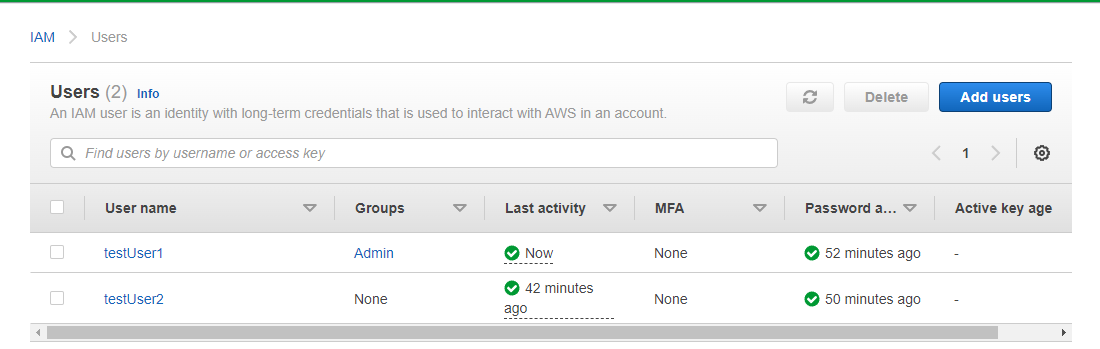 IAM > Users
Users (2) Info
An IAM user is an identity with long-term credentials that is used to interact with AWS in an account.
Delete
Add users
Find users by username or access key
1
User name Groups Last activity MFA Password a... Active key age
testUser1 Admin Now None 52 minutes ago -
testUser2 None 42 minutes ago None 50 minutes ago -